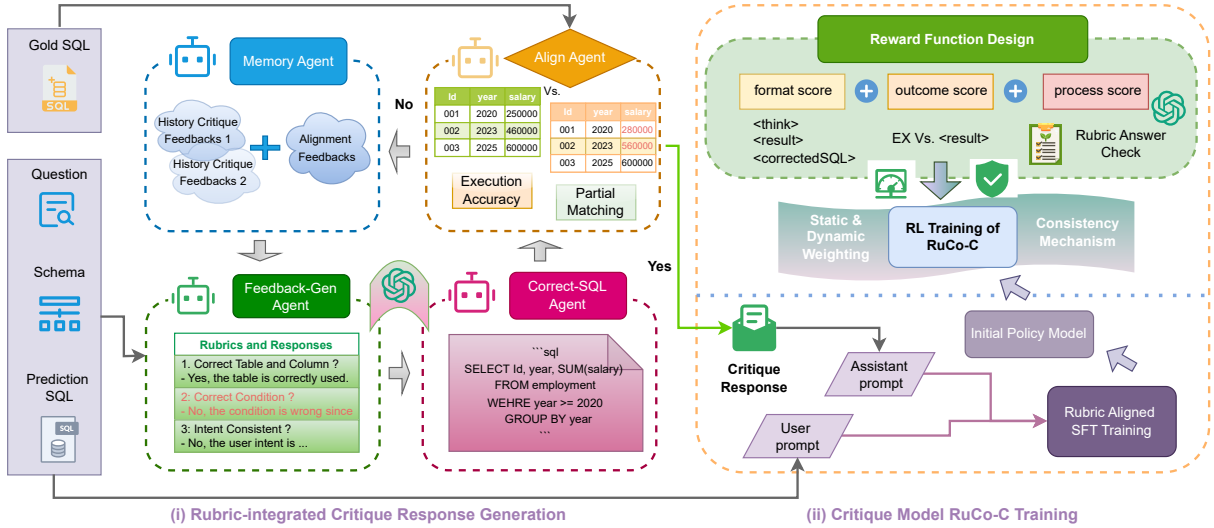 Gold SQL
SQL
Question
Schema
Prediction
SQL
SQL
Memory Agent
History Critique
Feedbacks 1
History Critique
Feedbacks 2
Alignment
Feedbacks
No
Align Agent
Id year salary
001 2020 250000
002 2023 460000
003 2025 600000
Vs.
Id year salary
001 2020 280000
002 2023 560000
003 2025 600000
Execution
Accuracy
Partial
Matching
Yes
Feedback-Gen
Agent
Rubrics and Responses
1. Correct Table and Column ?
- Yes, the table is correctly used.
2: Correct Condition ?
- No, the condition is wrong since
3: Intent Consistent ?
- No, the user intent is ...
Correct-SQL
Agent
```sql
SELECT Id, year, SUM(salary)
FROM employment
WEHRE year >= 2020
GROUP BY year
```
(i) Rubric-integrated Critique Response Generation
Reward Function Design
format score
outcome score
process score
<think>
<result>
<correctedSQL>
EX Vs. <result>
Rubric Answer
Check
Static &
Dynamic
Weighting
RL Training of
RuCo-C
Consistency
Mechanism
Initial Policy Model
Critique
Response
Assistant
prompt
User
prompt
Rubric Aligned
SFT Training
(ii) Critique Model RuCo-C Training